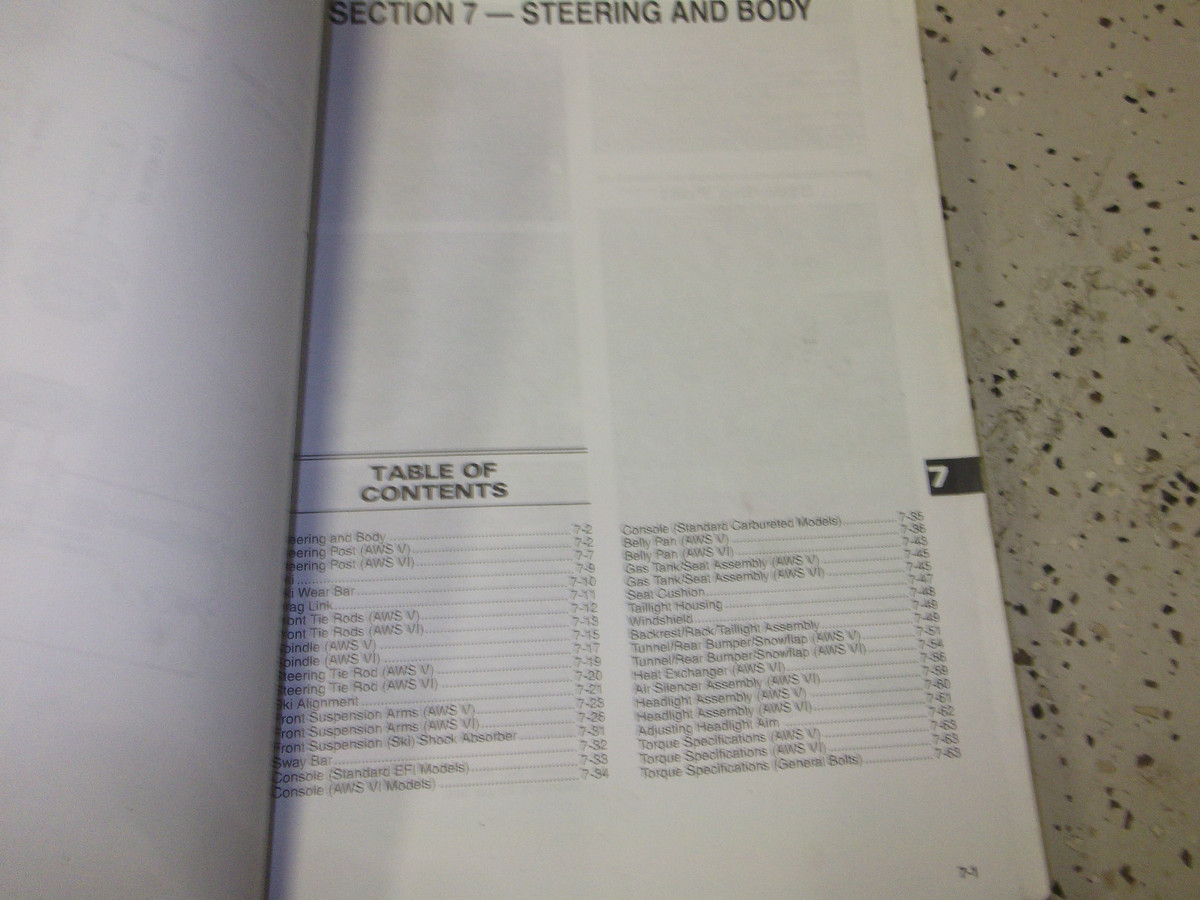 SECTION 7 — STEERING AND BODY
TABLE OF
CONTENTS
eering and Body 7-2
eering Post (AWS V) 7-2
eering Post (AWS VI) 7-7
ki 7-9
ki Wear Bar 7-10
rag Link 7-11
ront Tie Rods (AWS V) 7-12
ront Tie Rods (AWS VI) 7-13
pindle (AWS V) 7-15
pindle (AWS VI) 7-17
teering Tie Rod (AWS V) 7-19
Steering Tie Rod (AWS VI) 7-20
Ski Alignment 7-21
Front Suspension Arms (AWS V) 7-23
Front Suspension Arms (AWS VI) 7-26
Front Suspension (Ski) Shock Absorber 7-31
Sway Bar 7-32
Console (Standard EFI Models) 7-33
Console (AWS VI Models) 7-34
Console (Standard Carbureted Models) 7-35
Belly Pan (AWS V) 7-36
Belly Pan (AWS VI) 7-43
Gas Tank/Seat Assembly (AWS V) 7-45
Gas Tank/Seat Assembly (AWS VI) 7-45
Seat Cushion 7-47
Taillight Housing 7-48
Windshield 7-49
Backrest/Rack/Taillight Assembly 7-49
Tunnel/Rear Bumper/Snowflap (AWS V) 7-51
Tunnel/Rear Bumper/Snowflap (AWS VI) 7-54
Heat Exchanger (AWS VI) 7-56
Air Silencer Assembly (AWS VI) 7-59
Headlight Assembly (AWS V) 7-60
Headlight Assembly (AWS VI) 7-61
Adjusting Headlight Aim 7-62
Torque Specifications (AWS V) 7-63
Torque Specifications (AWS VI) 7-63
Torque Specifications (General Bolts) 7-63
7
7-1